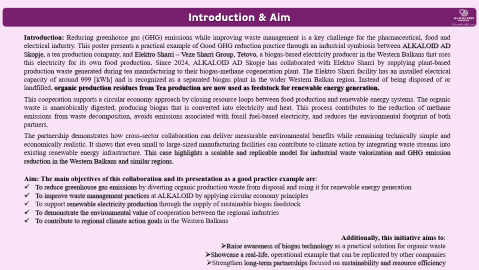 Introduction & Aim
ALKALOID
SKOPJE
Introduction: Reducing greenhouse gas (GHG) emissions while improving waste management is a key challenge for the pharmaceutical, food and
electrical industry. This poster presents a practical example of Good GHG reduction practice through an industrial symbiosis between ALKALOID AD
Skopje, a tea production company, and Elektro Sharri – Veze Shari Group, Tetovo, a biogas-based electricity producer in the Western Balkans that uses
this electricity for its own food production. Since 2024, ALKALOID AD Skopje has collaborated with Elektro Sharri by supplying plant-based
production waste generated during tea manufacturing to their biogas-methane cogeneration plant. The Elektro Sharri facility has an installed electrical
capacity of around 999 [kWh] and is recognized as a separated biogas plant in the wider Western Balkan region. Instead of being disposed of or
landfilled, organic production residues from Tea production are now used as feedstock for renewable energy generation.
This cooperation supports a circular economy approach by closing resource loops between food production and renewable energy systems. The organic
waste is anaerobically digested, producing biogas that is converted into electricity and heat. This process contributes to the reduction of methane
emissions from waste decomposition, avoids emissions associated with fossil fuel-based electricity, and reduces the environmental footprint of both
partners.
The partnership demonstrates how cross-sector collaboration can deliver measurable environmental benefits while remaining technically simple and
economically realistic. It shows that even small to large-sized manufacturing facilities can contribute to climate action by integrating waste streams into
existing renewable energy infrastructure. This case highlights a scalable and replicable model for industrial waste valorization and GHG emission
reduction in the Western Balkans and similar regions.
Aim: The main objectives of this collaboration and its presentation as a good practice example are:
✓ To reduce greenhouse gas emissions by diverting organic production waste from disposal and using it for renewable energy generation
✓ To improve waste management practices at ALKALOID by applying circular economy principles
✓ To support renewable electricity production through the supply of sustainable biogas feedstock
✓ To demonstrate the environmental value of cooperation between the regional industries
✓ To contribute to regional climate action goals in the Western Balkans
Additionally, this initiative aims to:
➢Raise awareness of biogas technology as a practical solution for organic waste
➢Showcase a real-life, operational example that can be replicated by other companies
➢Strengthen long-term partnerships focused on sustainability and resource efficiency